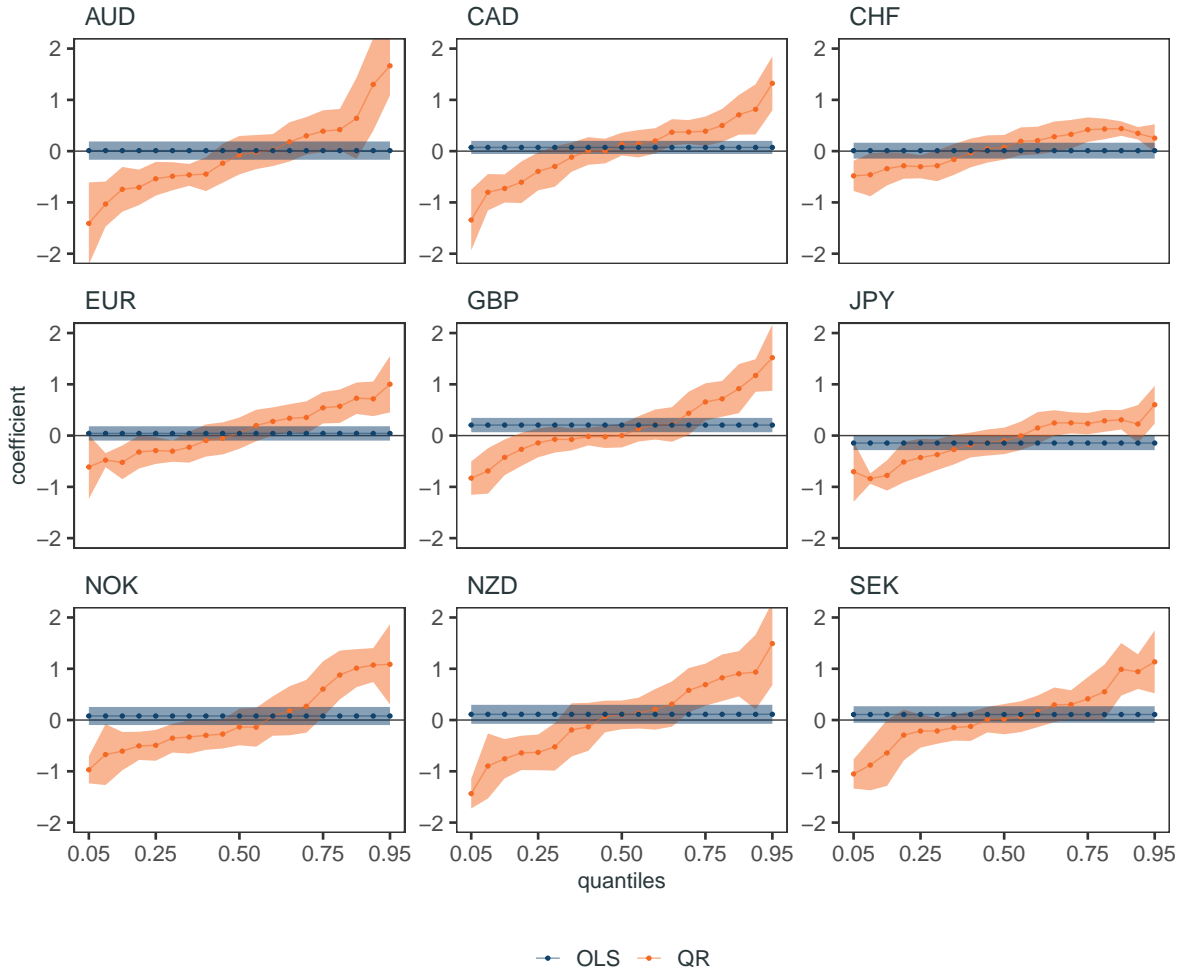 AUD CAD CHF
2 2 2
1 1 1
0 0 0
−1 −1 −1
−2 −2 −2
EUR GBP JPY
2 2 2
1 1 1
0 0 0
−1 −1 −1
−2 −2 −2
coefficient
NOK NZD SEK
2 2 2
1 1 1
0 0 0
−1 −1 −1
−2 −2 −2
0.05 0.25 0.50 0.75 0.95 0.05 0.25 0.50 0.75 0.95 0.05 0.25 0.50 0.75 0.95
quantiles
OLS QR